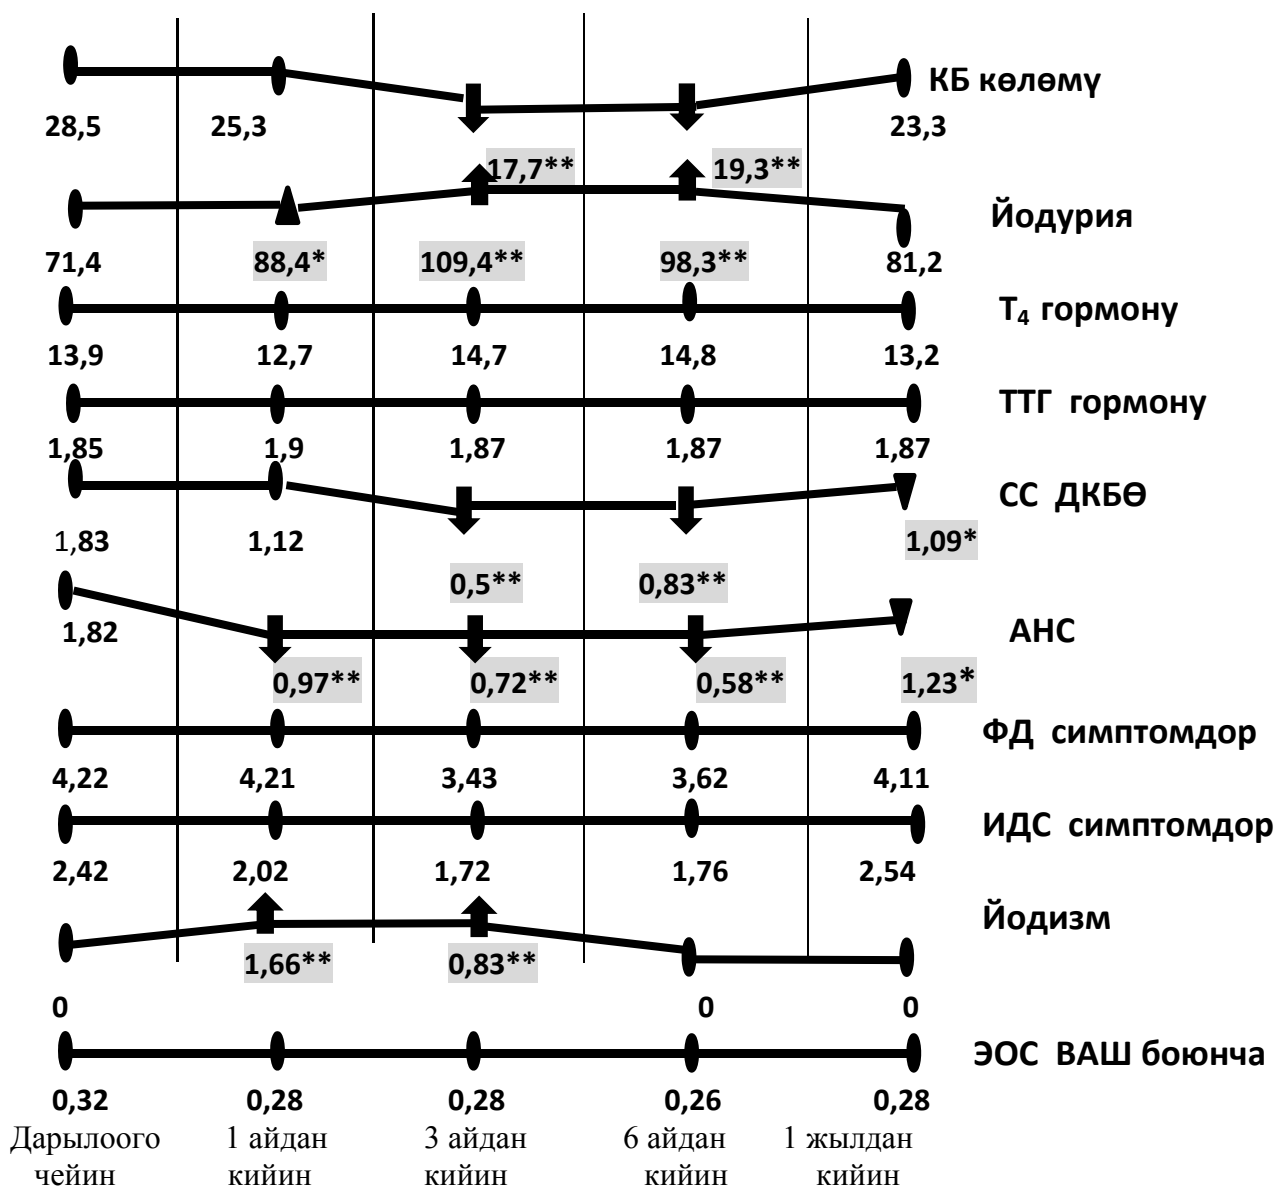 КБ көлөмү
28,5 25,3 23,3
17,7** 19,3**
Йодурия
71,4 88,4* 109,4** 98,3** 81,2
Т₄ гормону
13,9 12,7 14,7 14,8 13,2
ТТГ гормону
1,85 1,9 1,87 1,87 1,87
СС ДКБӨ
1,83 1,12 1,09*
0,5** 0,83**
1,82 АНС
0,97** 0,72** 0,58** 1,23*
ФД симптомдор
4,22 4,21 3,43 3,62 4,11
ИДС симптомдор
2,42 2,02 1,72 1,76 2,54
Йодизм
1,66** 0,83**
0 0 0
ЭОС ВАШ боюнча
0,32 0,28 0,28 0,26 0,28
Дарылоого 1 айдан 3 айдан 6 айдан 1 жылдан
чейин кийин кийин кийин кийин